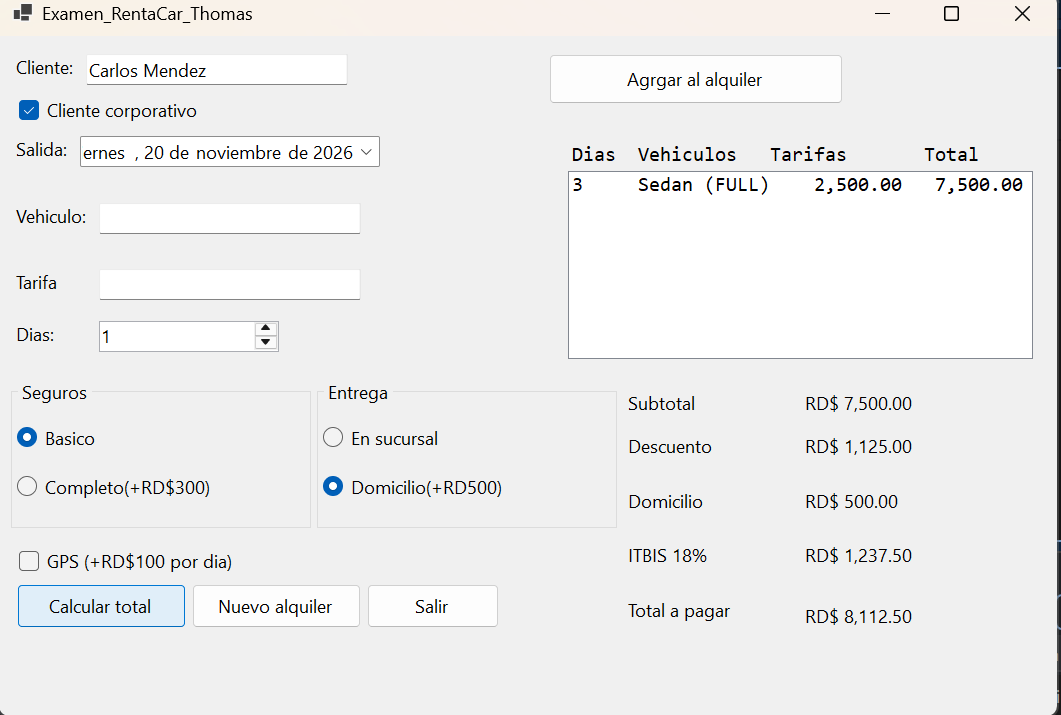 Examen_RentaCar_Thomas
Cliente: Carlos Mendez
Cliente corporativo
Salida: ernes , 20 de noviembre de 2026
Vehiculo:
Tarifa
Dias: 1
Seguros
Basico
Completo(+RD$300)
Entrega
En sucursal
Domicilio(+RD500)
GPS (+RD$100 por dia)
Calcular total Nuevo alquiler Salir
Agrgar al alquiler
Dias Vehiculos Tarifas Total
3 Sedan (FULL) 2,500.00 7,500.00
Subtotal RD$ 7,500.00
Descuento RD$ 1,125.00
Domicilio RD$ 500.00
ITBIS 18% RD$ 1,237.50
Total a pagar RD$ 8,112.50